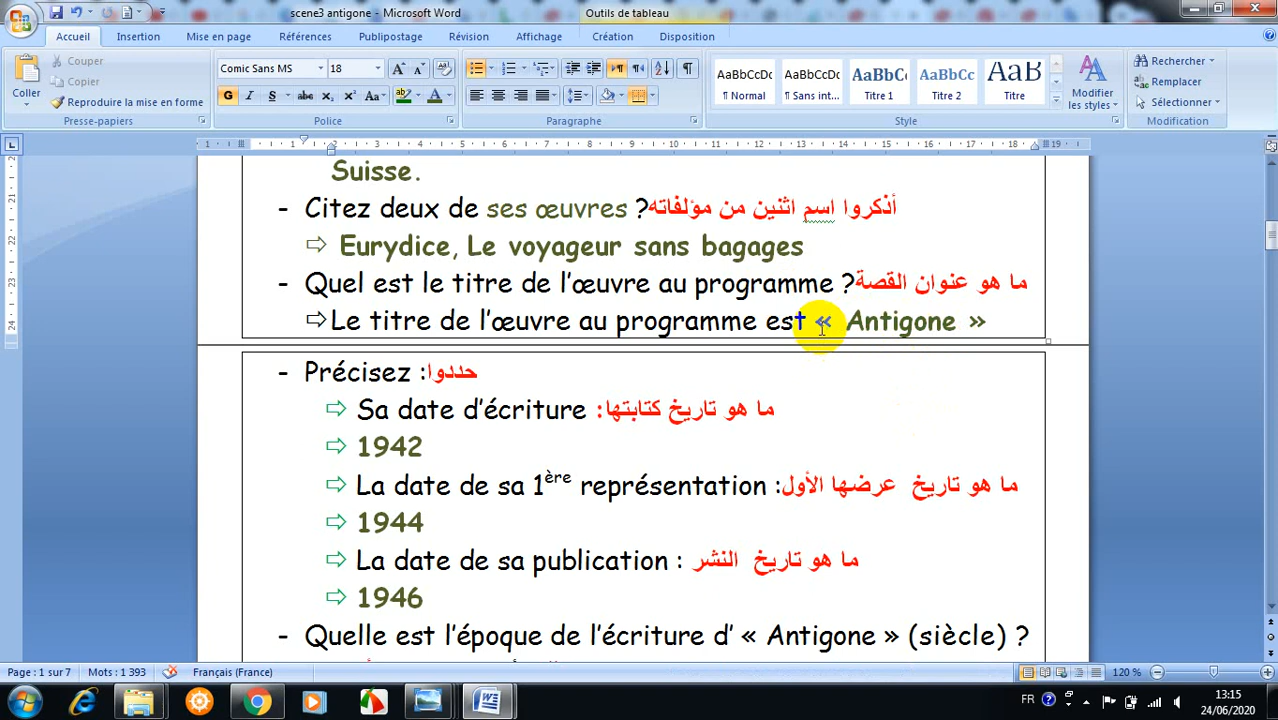 scene3 antigone - Microsoft Word
Outils de tableau
Accueil Insertion Mise en page Références Publipostage Révision Affichage Création Disposition
Coller
Couper
Copier
Reproduire la mise en forme
Presse-papiers
Comic Sans MS 18
G I S abc X₂ X² Aa
Police
Paragraphe
AaBbCcDc AaBbCcDc AaBbC AaBbCc AaB
¶ Normal ¶ Sans int... Titre 1 Titre 2 Titre
Modifier les styles
Style
Rechercher
Remplacer
Sélectionner
Modification
Suisse.
- Citez deux de ses œuvres ?أذكروا اسم اثنين من مؤلفاته
⇨ Eurydice, Le voyageur sans bagages
- Quel est le titre de l’œuvre au programme ?ما هو عنوان القصة
⇨Le titre de l’œuvre au programme est « Antigone »
- Précisez :حددوا
⇨ Sa date d’écriture :ما هو تاريخ كتابتها
⇨ 1942
⇨ La date de sa 1ère représentation :ما هو تاريخ عرضها الأول
⇨ 1944
⇨ La date de sa publication : ما هو تاريخ النشر
⇨ 1946
- Quelle est l’époque de l’écriture d’ « Antigone » (siècle) ?
Page : 1 sur 7 Mots : 1 393 Français (France) 120 %
FR 13:15
24/06/2020